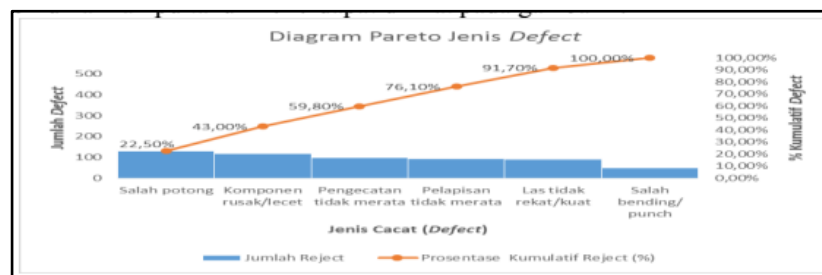 Diagram Pareto Jenis Defect
Jumlah Defect
500
400
300
200
100
0
22,50%
43,00%
59,80%
76,10%
91,70%
100,00%
100,00%
90,00%
80,00%
70,00%
60,00%
50,00%
40,00%
30,00%
20,00%
10,00%
0,00%
% Kumulatif Defect
Salah potong
Komponen
rusak/lecet
Pengecatan
tidak merata
Pelapisan
tidak merata
Las tidak
rekat/kuat
Salah
bending/
punch
Jenis Cacat (Defect)
Jumlah Reject
Prosentase Kumulatif Reject (%)